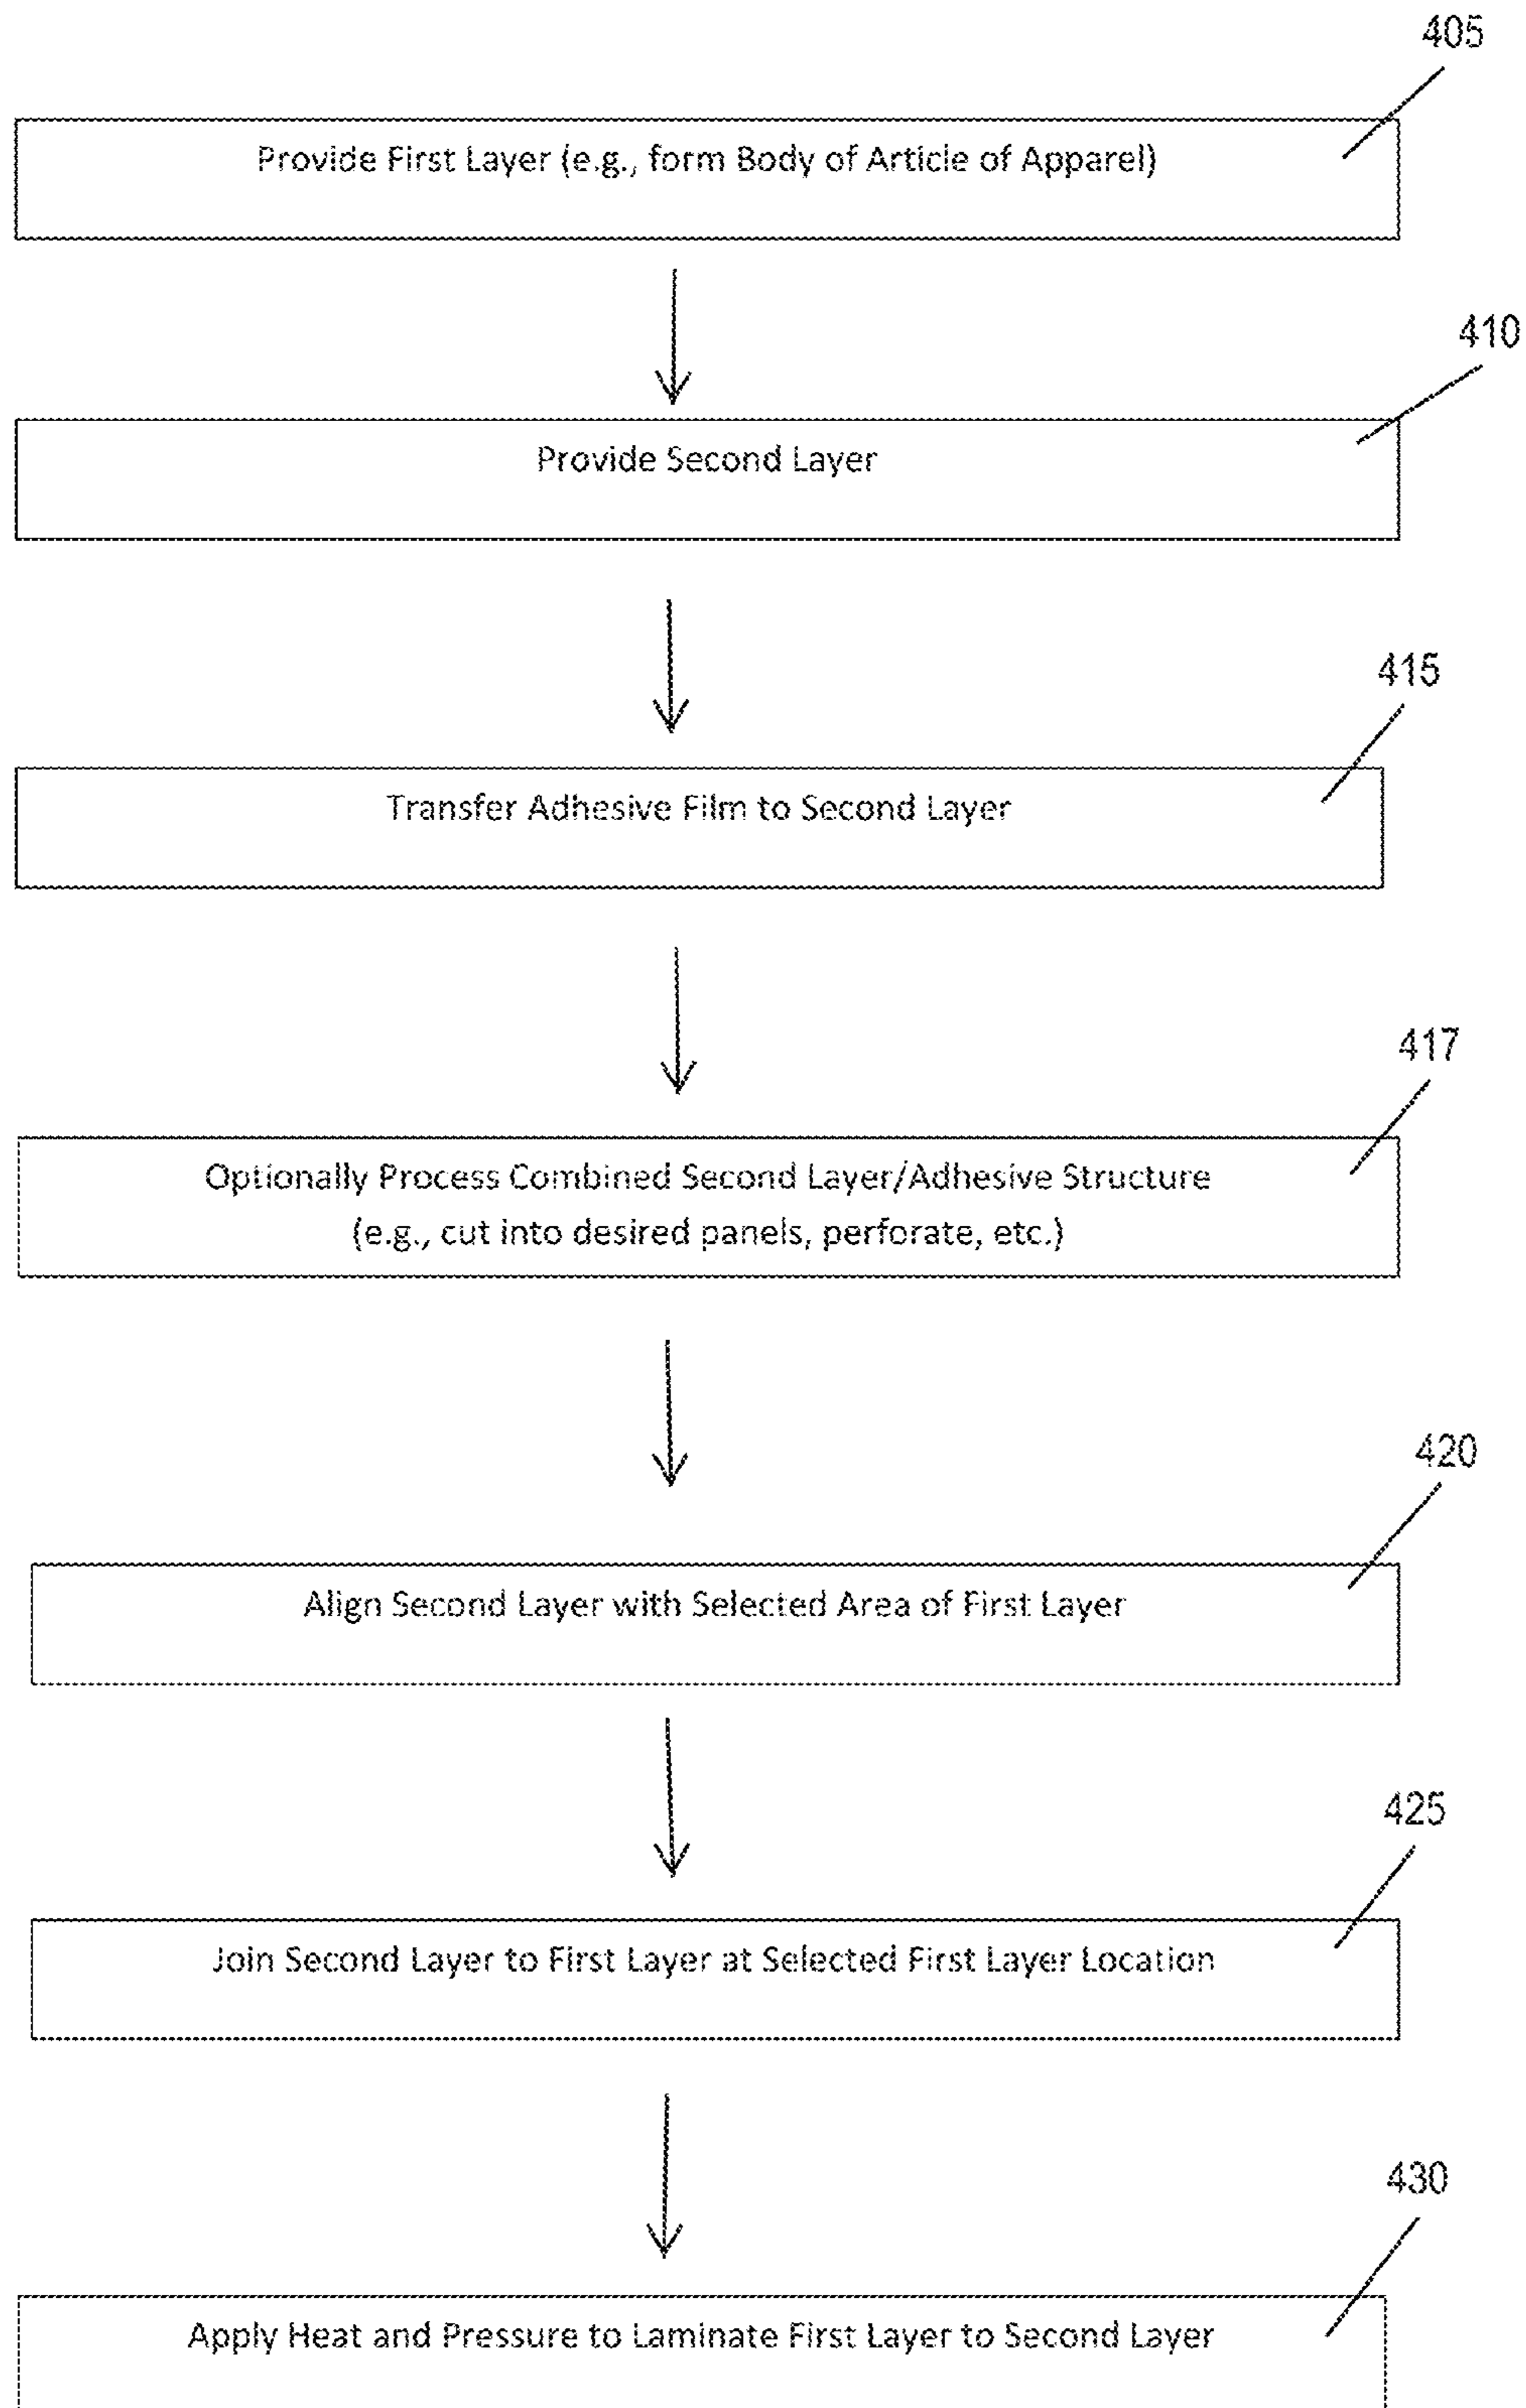 405
Provide First Layer (e.g., form Body of Article of Apparel)
410
Provide Second Layer
415
Transfer Adhesive Film to Second Layer
417
Optionally Process Combined Second Layer/Adhesive Structure
(e.g., cut into desired panels, perforate, etc.)
420
Align Second Layer with Selected Area of First Layer
425
Join Second Layer to First Layer at Selected First Layer Location
430
Apply Heat and Pressure to Laminate First Layer to Second Layer